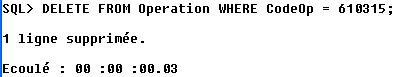 SQL> DELETE FROM Operation WHERE CodeOp = 610315;
1 ligne supprimée.
Ecoulé : 00 :00 :00.03